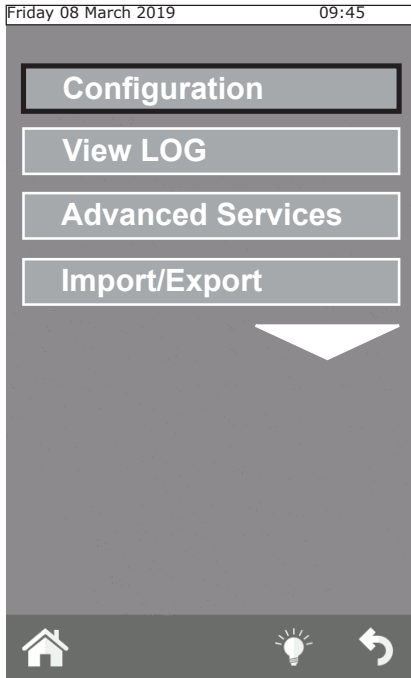 Friday 08 March 2019 09:45
Configuration
View LOG
Advanced Services
Import/Export